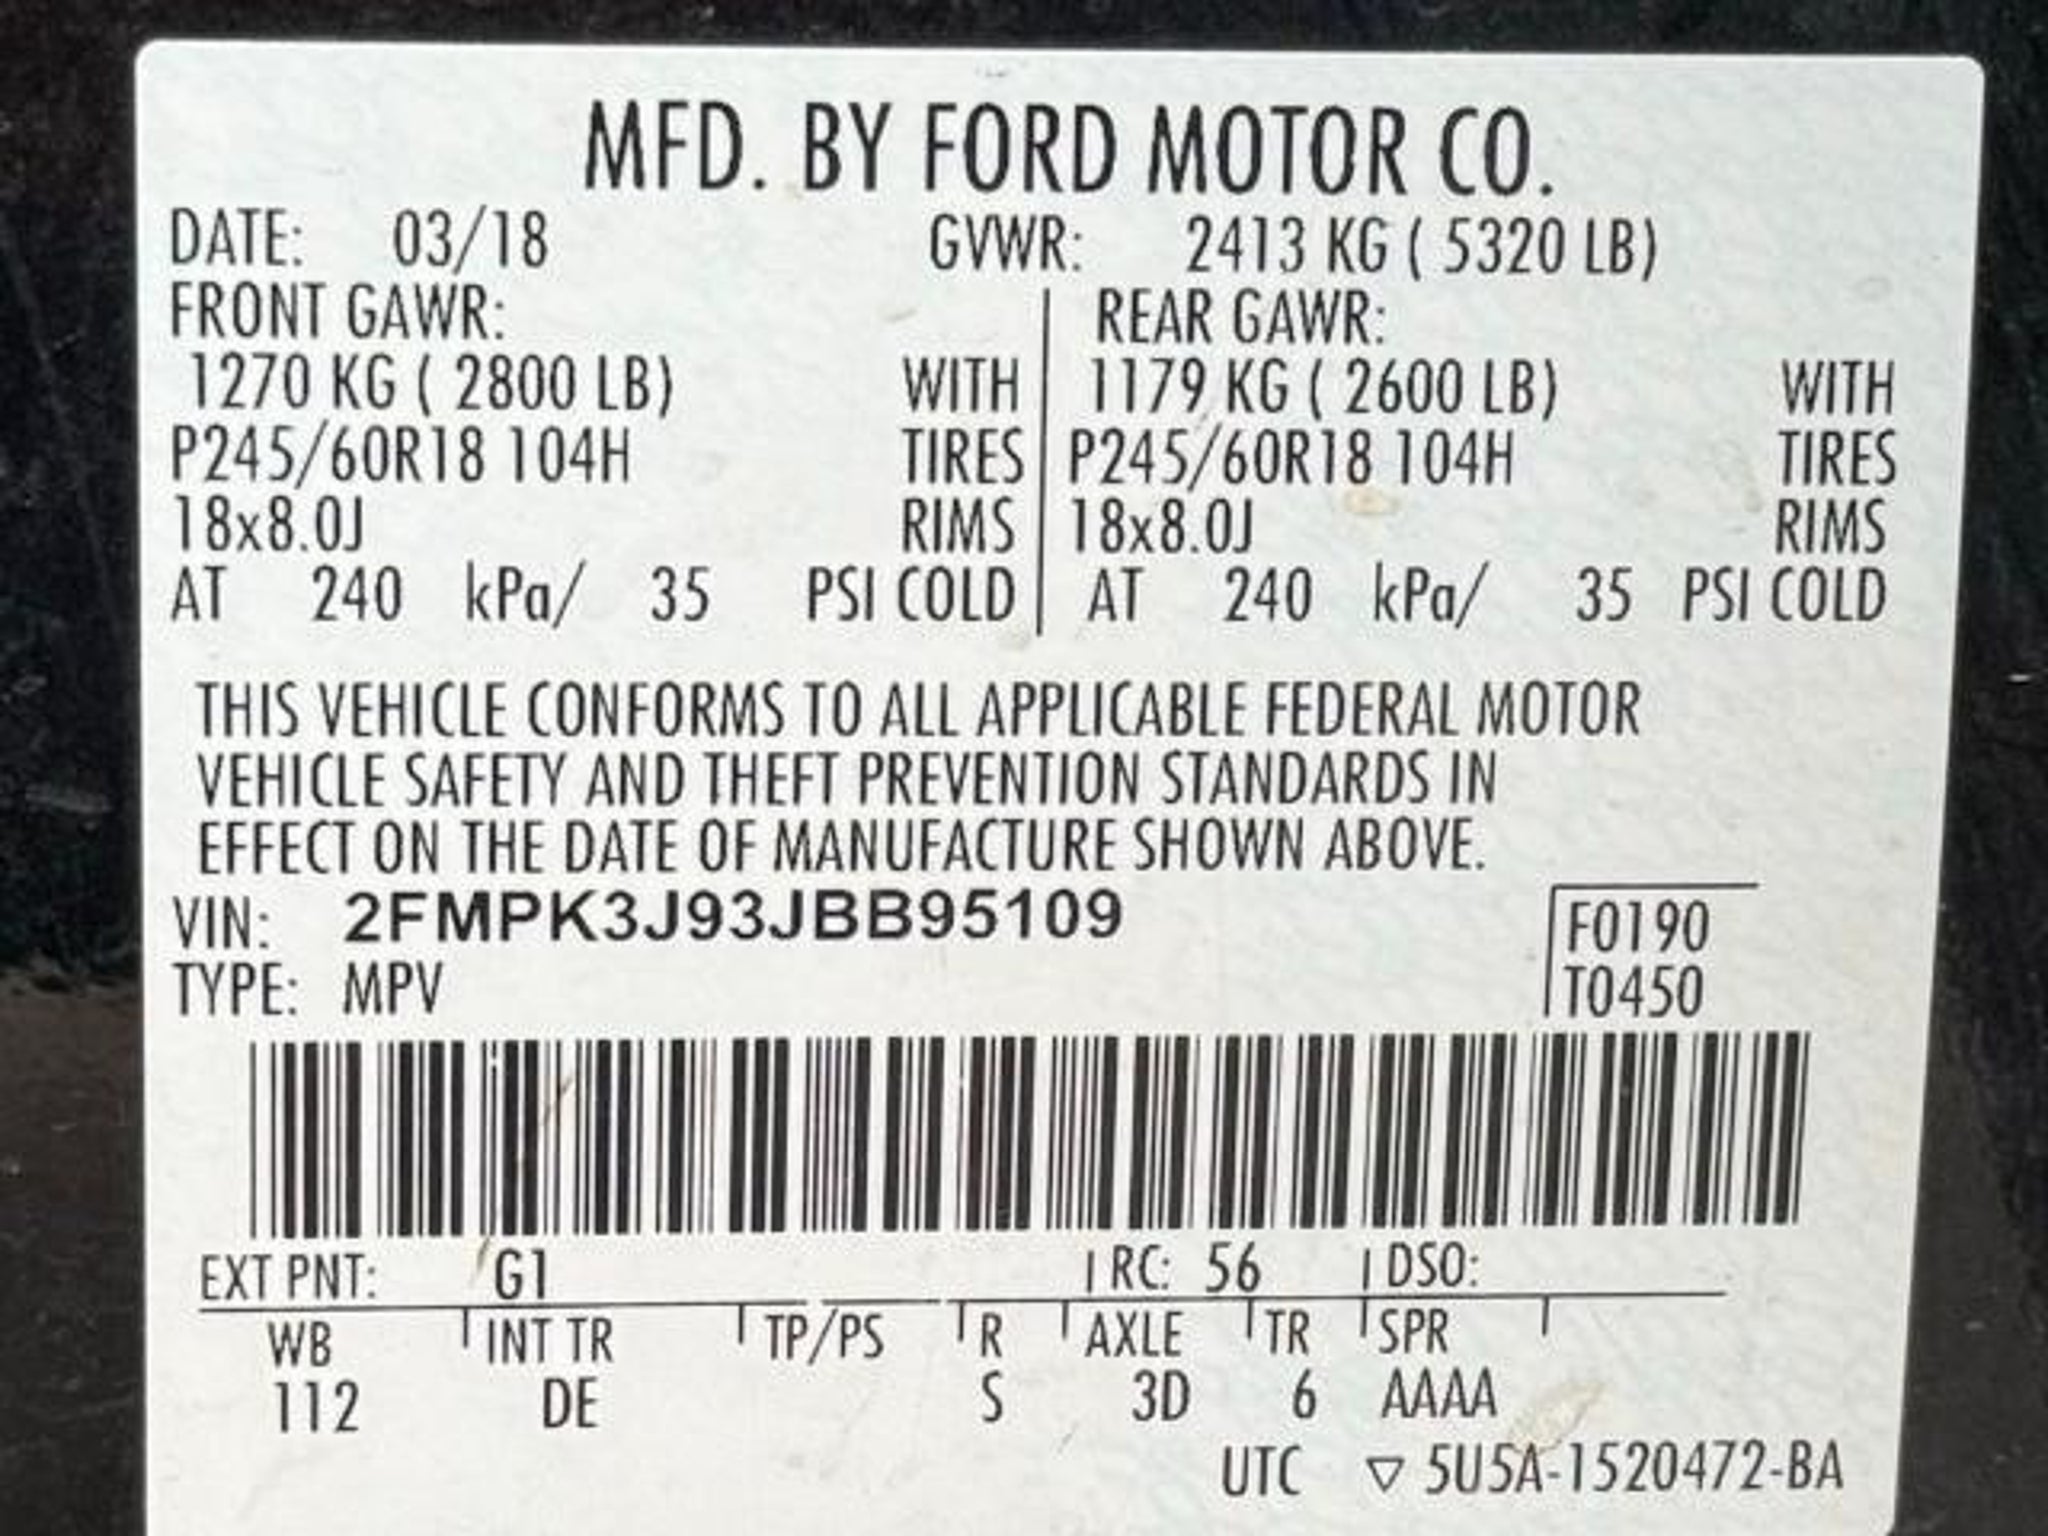 MFD. BY FORD MOTOR CO.
DATE: 03/18 GVWR: 2413 KG ( 5320 LB)
FRONT GAWR: REAR GAWR:
1270 KG ( 2800 LB) WITH 1179 KG ( 2600 LB) WITH
P245/60R18 104H TIRES P245/60R18 104H TIRES
18x8.0J RIMS 18x8.0J RIMS
AT 240 kPa/ 35 PSI COLD AT 240 kPa/ 35 PSI COLD
THIS VEHICLE CONFORMS TO ALL APPLICABLE FEDERAL MOTOR
VEHICLE SAFETY AND THEFT PREVENTION STANDARDS IN
EFFECT ON THE DATE OF MANUFACTURE SHOWN ABOVE.
VIN: 2FMPK3J93JBB95109 F0190
TYPE: MPV T0450
EXT PNT: G1 RC: 56 DSO:
WB INT TR TP/PS R AXLE TR SPR
112 DE S 3D 6 AAAA
UTC ▽ 5U5A-1520472-BA